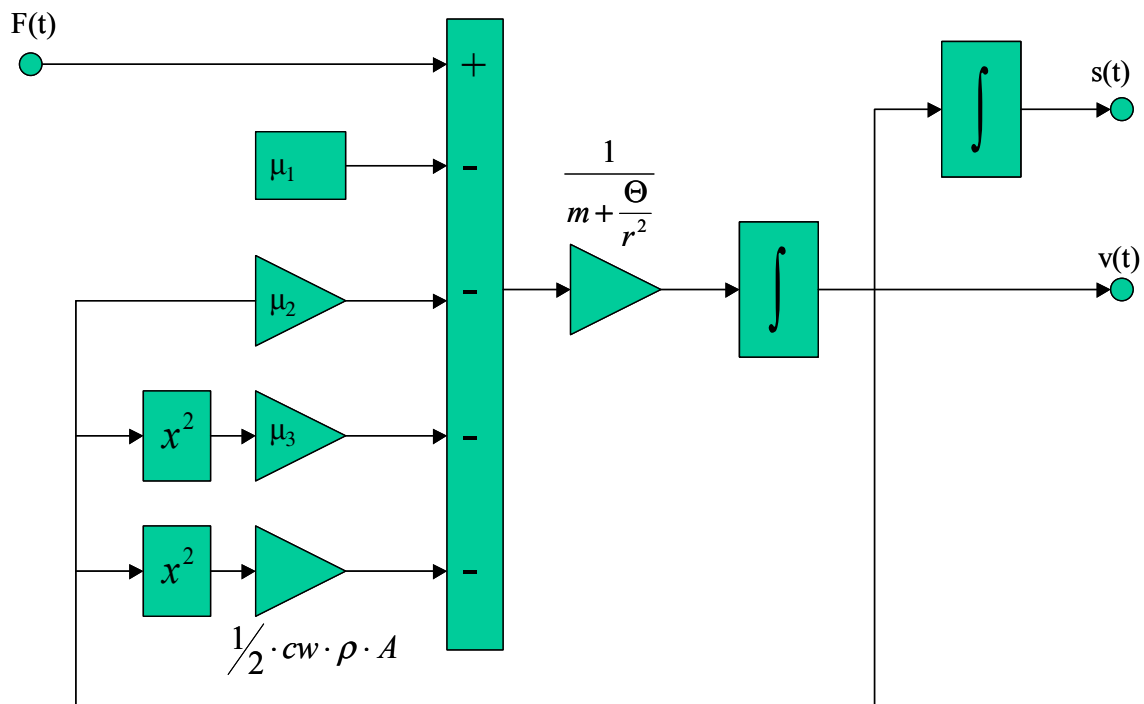 F(t)
+
s(t)
∫
μ₁
-
1
m + Θ
r²
v(t)
μ₂
-
∫
x²
μ₃
-
x²
-
1/2 · cw · ρ · A